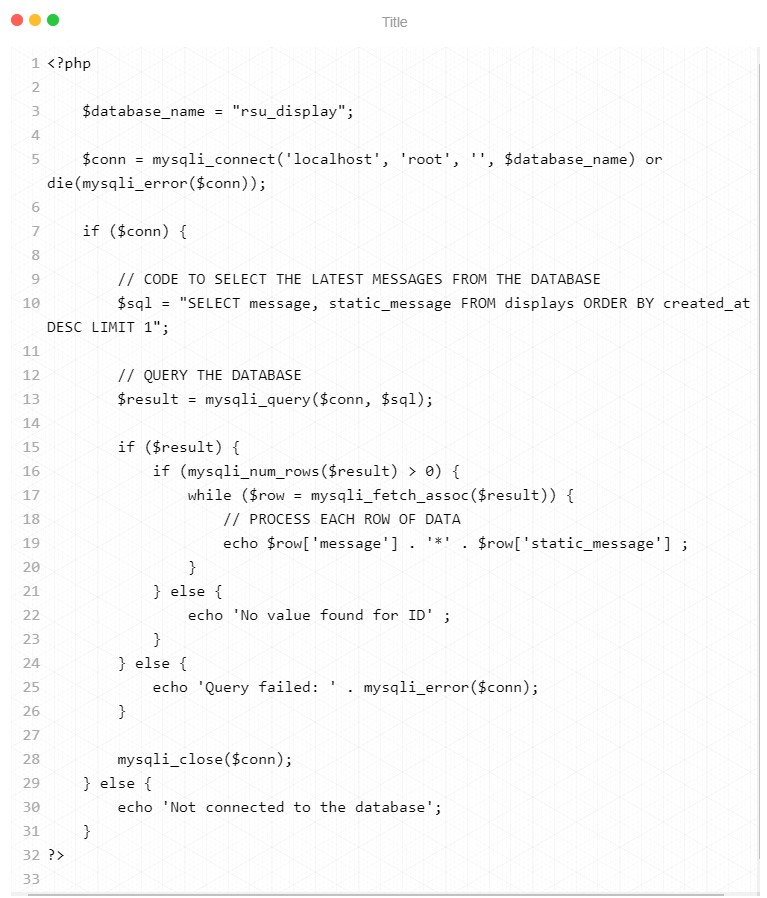 Title
1 <?php
2
3     $database_name = "rsu_display";
4
5     $conn = mysqli_connect('localhost', 'root', '', $database_name) or
die(mysqli_error($conn));
6
7     if ($conn) {
8
9         // CODE TO SELECT THE LATEST MESSAGES FROM THE DATABASE
10         $sql = "SELECT message, static_message FROM displays ORDER BY created_at
DESC LIMIT 1";
11
12         // QUERY THE DATABASE
13         $result = mysqli_query($conn, $sql);
14
15         if ($result) {
16             if (mysqli_num_rows($result) > 0) {
17                 while ($row = mysqli_fetch_assoc($result)) {
18                     // PROCESS EACH ROW OF DATA
19                     echo $row['message'] . '*' . $row['static_message'] ;
20                 }
21             } else {
22                 echo 'No value found for ID' ;
23             }
24         } else {
25             echo 'Query failed: ' . mysqli_error($conn);
26         }
27
28         mysqli_close($conn);
29     } else {
30         echo 'Not connected to the database';
31     }
32 ?>
33